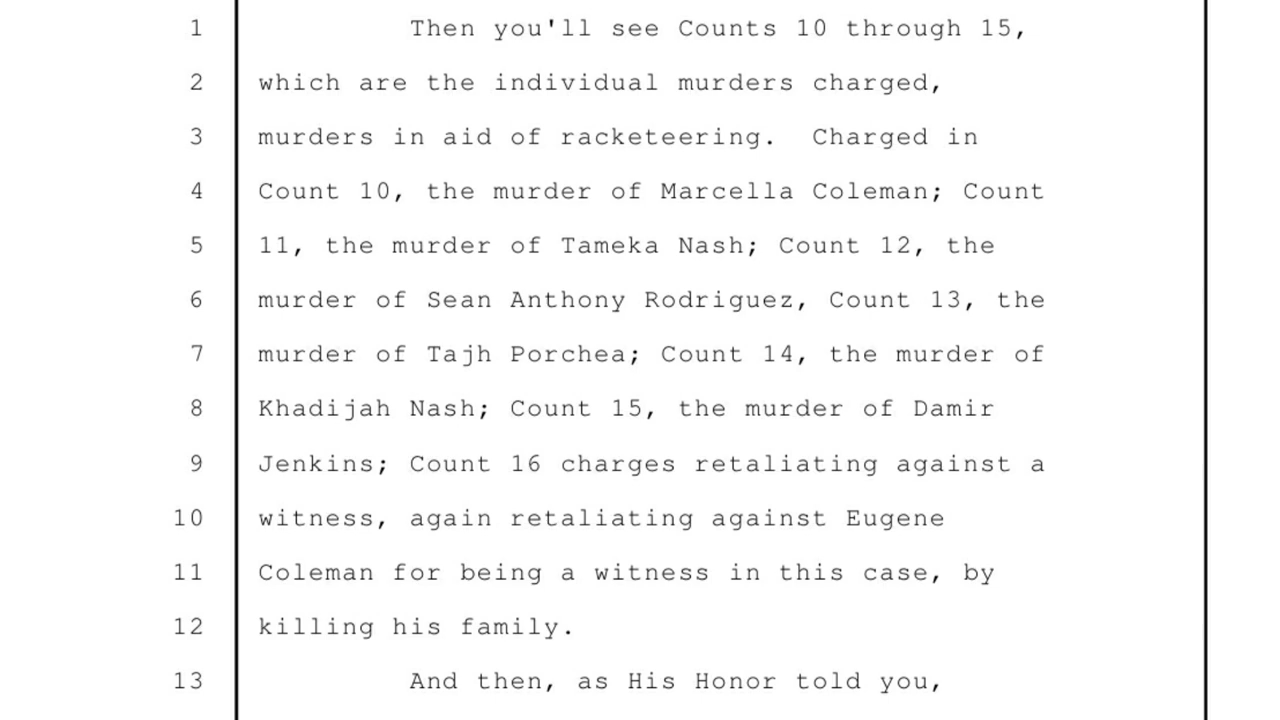 1 Then you'll see Counts 10 through 15,
2 which are the individual murders charged,
3 murders in aid of racketeering.  Charged in
4 Count 10, the murder of Marcella Coleman; Count
5 11, the murder of Tameka Nash; Count 12, the
6 murder of Sean Anthony Rodriguez, Count 13, the
7 murder of Tajh Porchea; Count 14, the murder of
8 Khadijah Nash; Count 15, the murder of Damir
9 Jenkins; Count 16 charges retaliating against a
10 witness, again retaliating against Eugene
11 Coleman for being a witness in this case, by
12 killing his family.
13 And then, as His Honor told you,